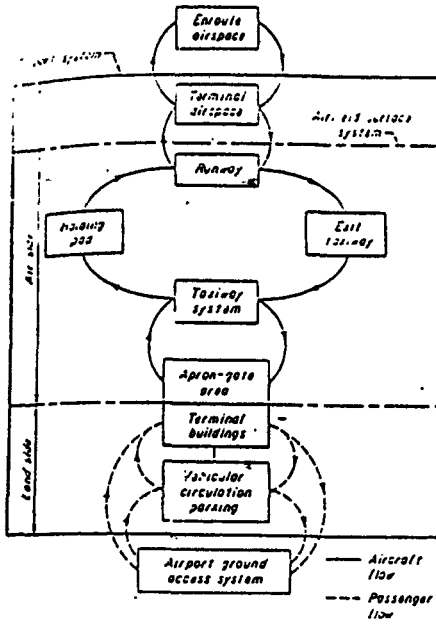 Enroute
airspace
system
Terminal
airspace
surface
system
Runway
Holding
pad
Exit
taxiway
Air side
Taxiway
system
Apron-gate
area
Terminal
buildings
Land side
Vehicular
circulation
parking
Airport ground
access system
Aircraft
flow
Passenger
flow